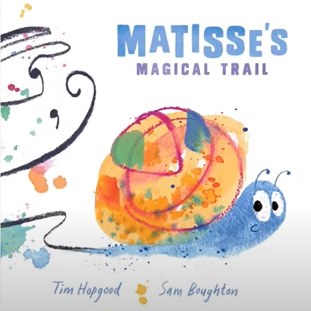 MATISSE'S
MAGICAL TRAIL
Tim Hopgood
Sam Boughton